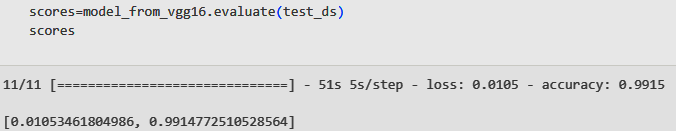 scores=model_from_vgg16.evaluate(test_ds)
scores
11/11 [==============================] - 51s 5s/step - loss: 0.0105 - accuracy: 0.9915
[0.01053461804986, 0.9914772510528564]